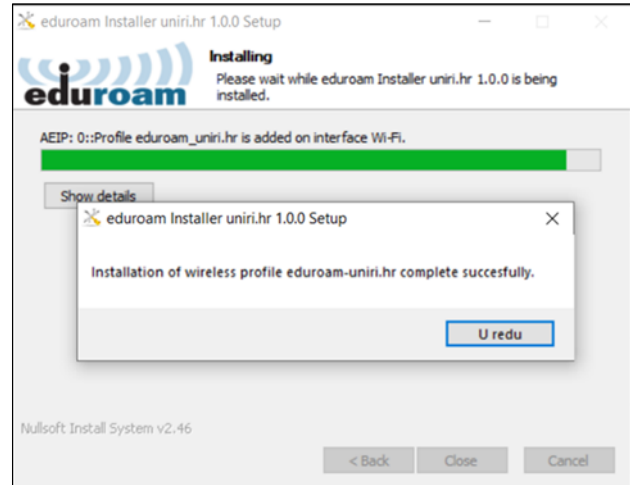 eduroam Installer uniri.hr 1.0.0 Setup
eduroam
Installing
Please wait while eduroam Installer uniri.hr 1.0.0 is being
installed.
AEIP: 0::Profile eduroam_uniri.hr is added on interface Wi-Fi.
Show details
eduroam Installer uniri.hr 1.0.0 Setup
Installation of wireless profile eduroam-uniri.hr complete succesfully.
U redu
Nullsoft Install System v2.46
< Back
Close
Cancel